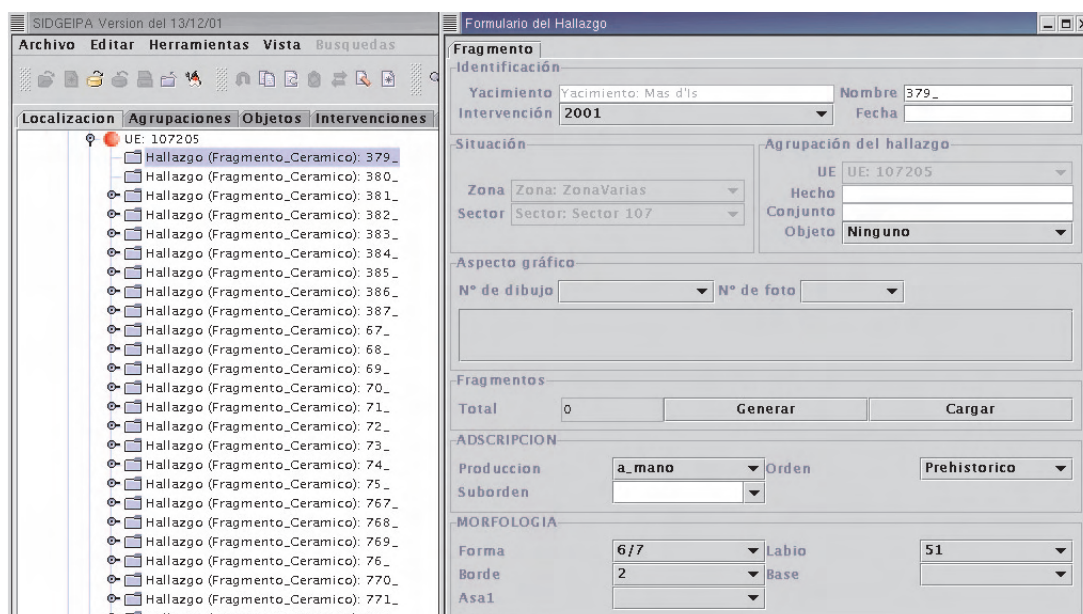 SIDGEIPA Version del 13/12/01
Archivo Editar Herramientas Vista Busquedas
Localizacion Agrupaciones Objetos Intervenciones
UE: 107205
Hallazgo (Fragmento_Ceramico): 379_
Hallazgo (Fragmento_Ceramico): 380_
Hallazgo (Fragmento_Ceramico): 381_
Hallazgo (Fragmento_Ceramico): 382_
Hallazgo (Fragmento_Ceramico): 383_
Hallazgo (Fragmento_Ceramico): 384_
Hallazgo (Fragmento_Ceramico): 385_
Hallazgo (Fragmento_Ceramico): 386_
Hallazgo (Fragmento_Ceramico): 387_
Hallazgo (Fragmento_Ceramico): 67_
Hallazgo (Fragmento_Ceramico): 68_
Hallazgo (Fragmento_Ceramico): 69_
Hallazgo (Fragmento_Ceramico): 70_
Hallazgo (Fragmento_Ceramico): 71_
Hallazgo (Fragmento_Ceramico): 72_
Hallazgo (Fragmento_Ceramico): 73_
Hallazgo (Fragmento_Ceramico): 74_
Hallazgo (Fragmento_Ceramico): 75_
Hallazgo (Fragmento_Ceramico): 767_
Hallazgo (Fragmento_Ceramico): 768_
Hallazgo (Fragmento_Ceramico): 769_
Hallazgo (Fragmento_Ceramico): 76_
Hallazgo (Fragmento_Ceramico): 770_
Hallazgo (Fragmento_Ceramico): 771_
Formulario del Hallazgo
Fragmento
Identificación
Yacimiento Yacimiento: Mas d'Is Nombre 379_
Intervención 2001 Fecha
Situación
Zona Zona: ZonaVarias
Sector Sector: Sector 107
Agrupación del hallazgo
UE UE: 107205
Hecho
Conjunto
Objeto Ninguno
Aspecto gráfico
Nº de dibujo Nº de foto
Fragmentos
Total 0 Generar Cargar
ADSCRIPCION
Produccion a_mano Orden Prehistorico
Suborden
MORFOLOGIA
Forma 6/7 Labio 51
Borde 2 Base
Asa1